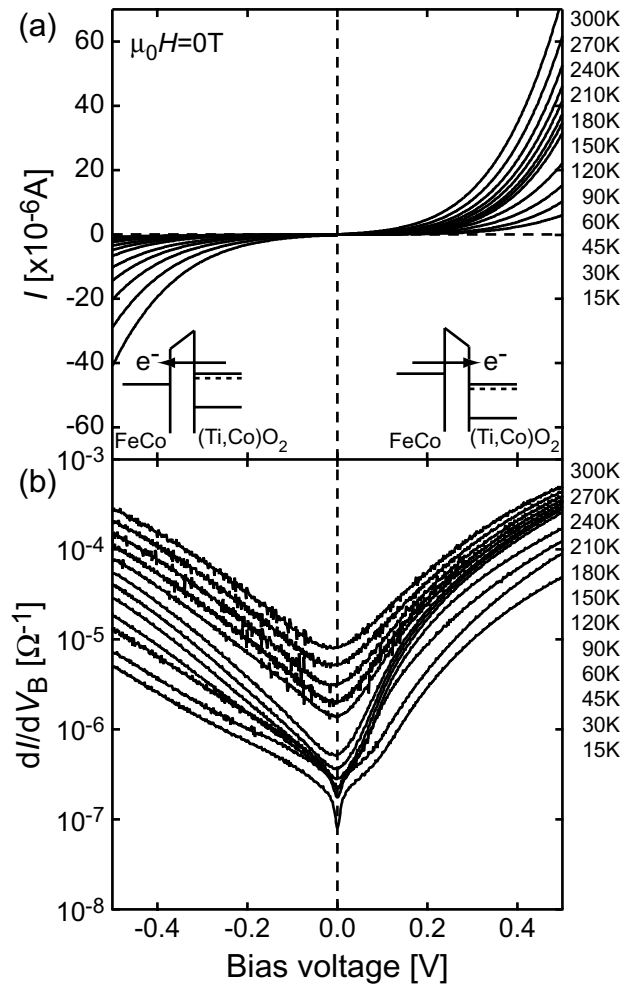 (a)
μ₀H=0T
I [x10⁻⁶A]
60
40
20
0
-20
-40
-60
300K
270K
240K
210K
180K
150K
120K
90K
60K
45K
30K
15K
e⁻
FeCo
(Ti,Co)O₂
e⁻
FeCo
(Ti,Co)O₂
(b)
dI/dV_B [Ω⁻¹]
10⁻³
10⁻⁴
10⁻⁵
10⁻⁶
10⁻⁷
10⁻⁸
300K
270K
240K
210K
180K
150K
120K
90K
60K
45K
30K
15K
-0.4
-0.2
0.0
0.2
0.4
Bias voltage [V]